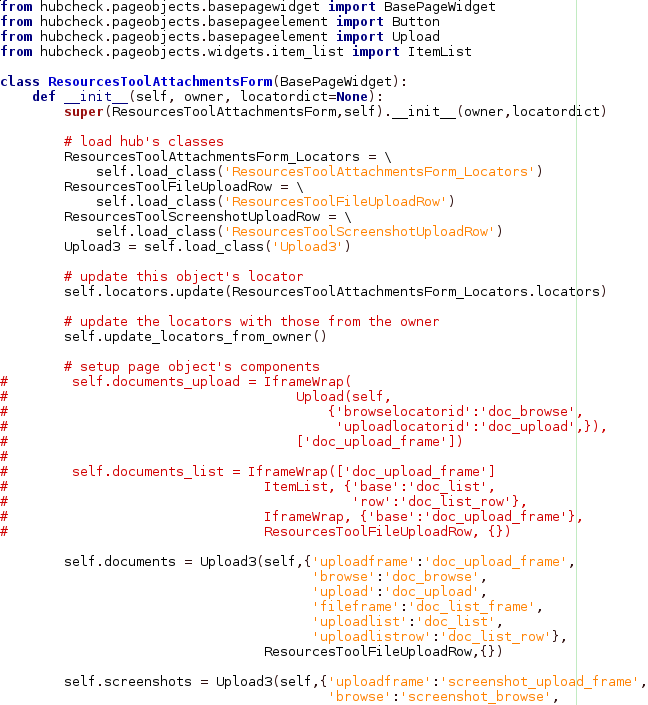 from hubcheck.pageobjects.basepagewidget import BasePageWidget
from hubcheck.pageobjects.basepageelement import Button
from hubcheck.pageobjects.basepageelement import Upload
from hubcheck.pageobjects.widgets.item_list import ItemList

class ResourcesToolAttachmentsForm(BasePageWidget):
    def __init__(self, owner, locatordict=None):
        super(ResourcesToolAttachmentsForm,self).__init__(owner,locatordict)

        # load hub's classes
        ResourcesToolAttachmentsForm_Locators = \
            self.load_class('ResourcesToolAttachmentsForm_Locators')
        ResourcesToolFileUploadRow = \
            self.load_class('ResourcesToolFileUploadRow')
        ResourcesToolScreenshotUploadRow = \
            self.load_class('ResourcesToolScreenshotUploadRow')
        Upload3 = self.load_class('Upload3')

        # update this object's locator
        self.locators.update(ResourcesToolAttachmentsForm_Locators.locators)

        # update the locators with those from the owner
        self.update_locators_from_owner()

        # setup page object's components
#        self.documents_upload = IframeWrap(
#                                    Upload(self,
#                                        {'browselocatorid':'doc_browse',
#                                         'uploadlocatorid':'doc_upload',}),
#                                    ['doc_upload_frame'])
#
#        self.documents_list = IframeWrap(['doc_upload_frame']
#                                ItemList, {'base':'doc_list',
#                                           'row':'doc_list_row'},
#                                IframeWrap, {'base':'doc_upload_frame'},
#                                ResourcesToolFileUploadRow, {})

        self.documents = Upload3(self,{'uploadframe':'doc_upload_frame',
                                       'browse':'doc_browse',
                                       'upload':'doc_upload',
                                       'fileframe':'doc_list_frame',
                                       'uploadlist':'doc_list',
                                       'uploadlistrow':'doc_list_row'},
                                 ResourcesToolFileUploadRow,{})

        self.screenshots = Upload3(self,{'uploadframe':'screenshot_upload_frame',
                                         'browse':'screenshot_browse',